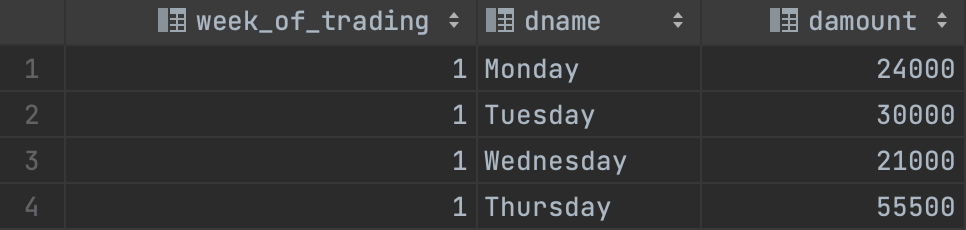 week_of_trading dname damount
1 1 Monday 24000
2 1 Tuesday 30000
3 1 Wednesday 21000
4 1 Thursday 55500